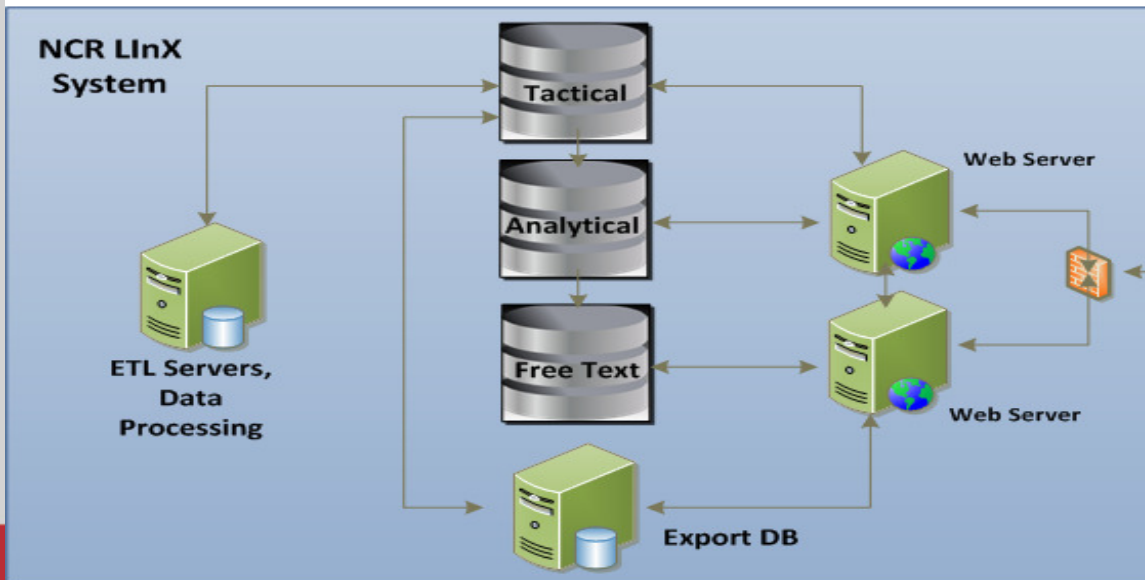 NCR LInX
System
Tactical
Web Server
Analytical
Free Text
ETL Servers,
Data
Processing
Web Server
Export DB